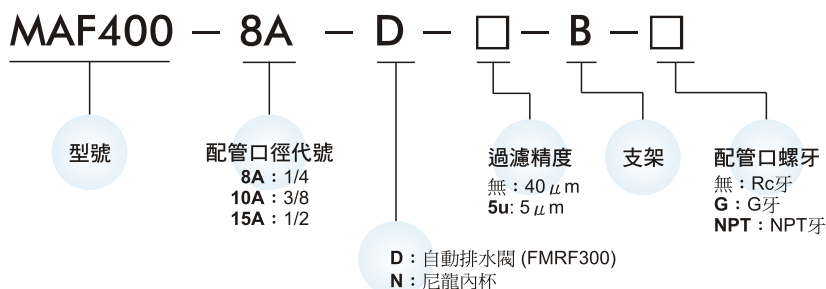 MAF400 － 8A － D － □ － B － □
型號
配管口徑代號
8A：1/4
10A：3/8
15A：1/2
過濾精度
無：40μm
5u: 5μm
支架
配管口螺牙
無：Rc牙
G：G牙
NPT：NPT牙
D：自動排水閥 (FMRF300)
N：尼龍內杯